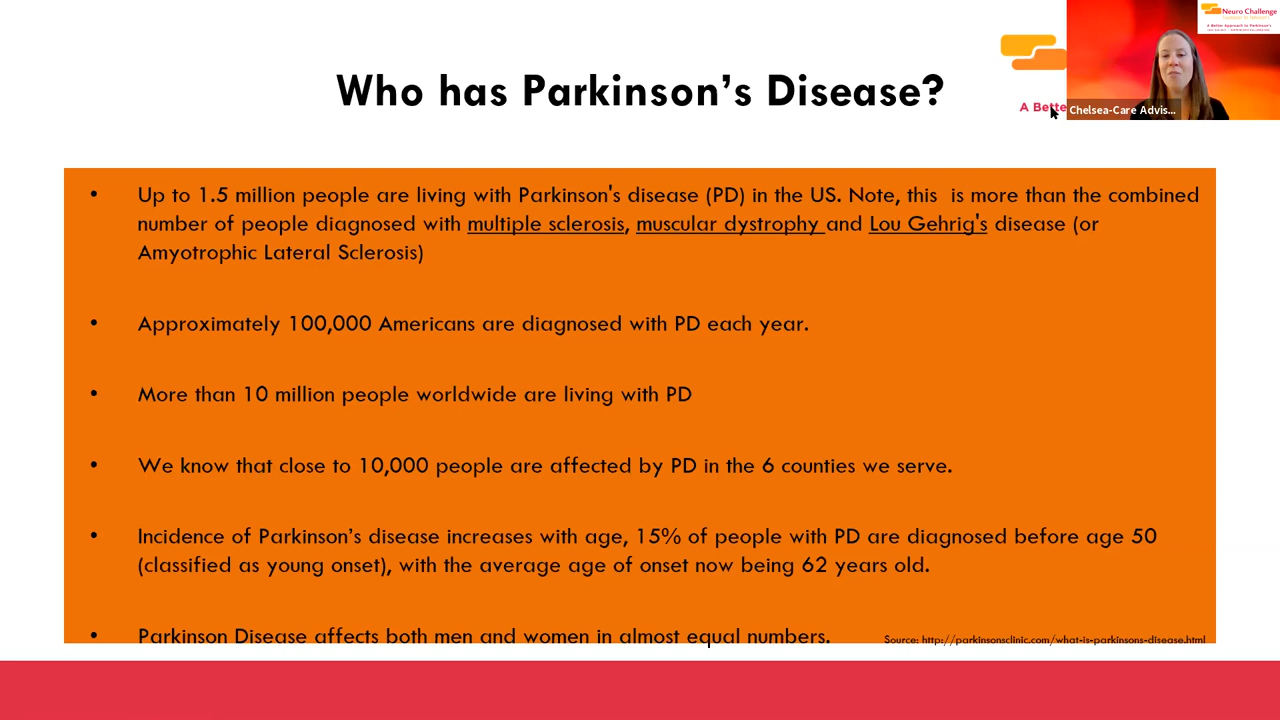 Neuro Challenge
Who has Parkinson's Disease?
A Bette
Chelsea-Care Advis...
• Up to 1.5 million people are living with Parkinson's disease (PD) in the US. Note, this is more than the combined
number of people diagnosed with multiple sclerosis, muscular dystrophy and Lou Gehrig's disease (or
Amyotrophic Lateral Sclerosis)
• Approximately 100,000 Americans are diagnosed with PD each year.
• More than 10 million people worldwide are living with PD
• We know that close to 10,000 people are affected by PD in the 6 counties we serve.
• Incidence of Parkinson’s disease increases with age, 15% of people with PD are diagnosed before age 50
(classified as young onset), with the average age of onset now being 62 years old.
• Parkinson Disease affects both men and women in almost equal numbers.
Source: http://parkinsonsclinic.com/what-is-parkinsons-disease.html